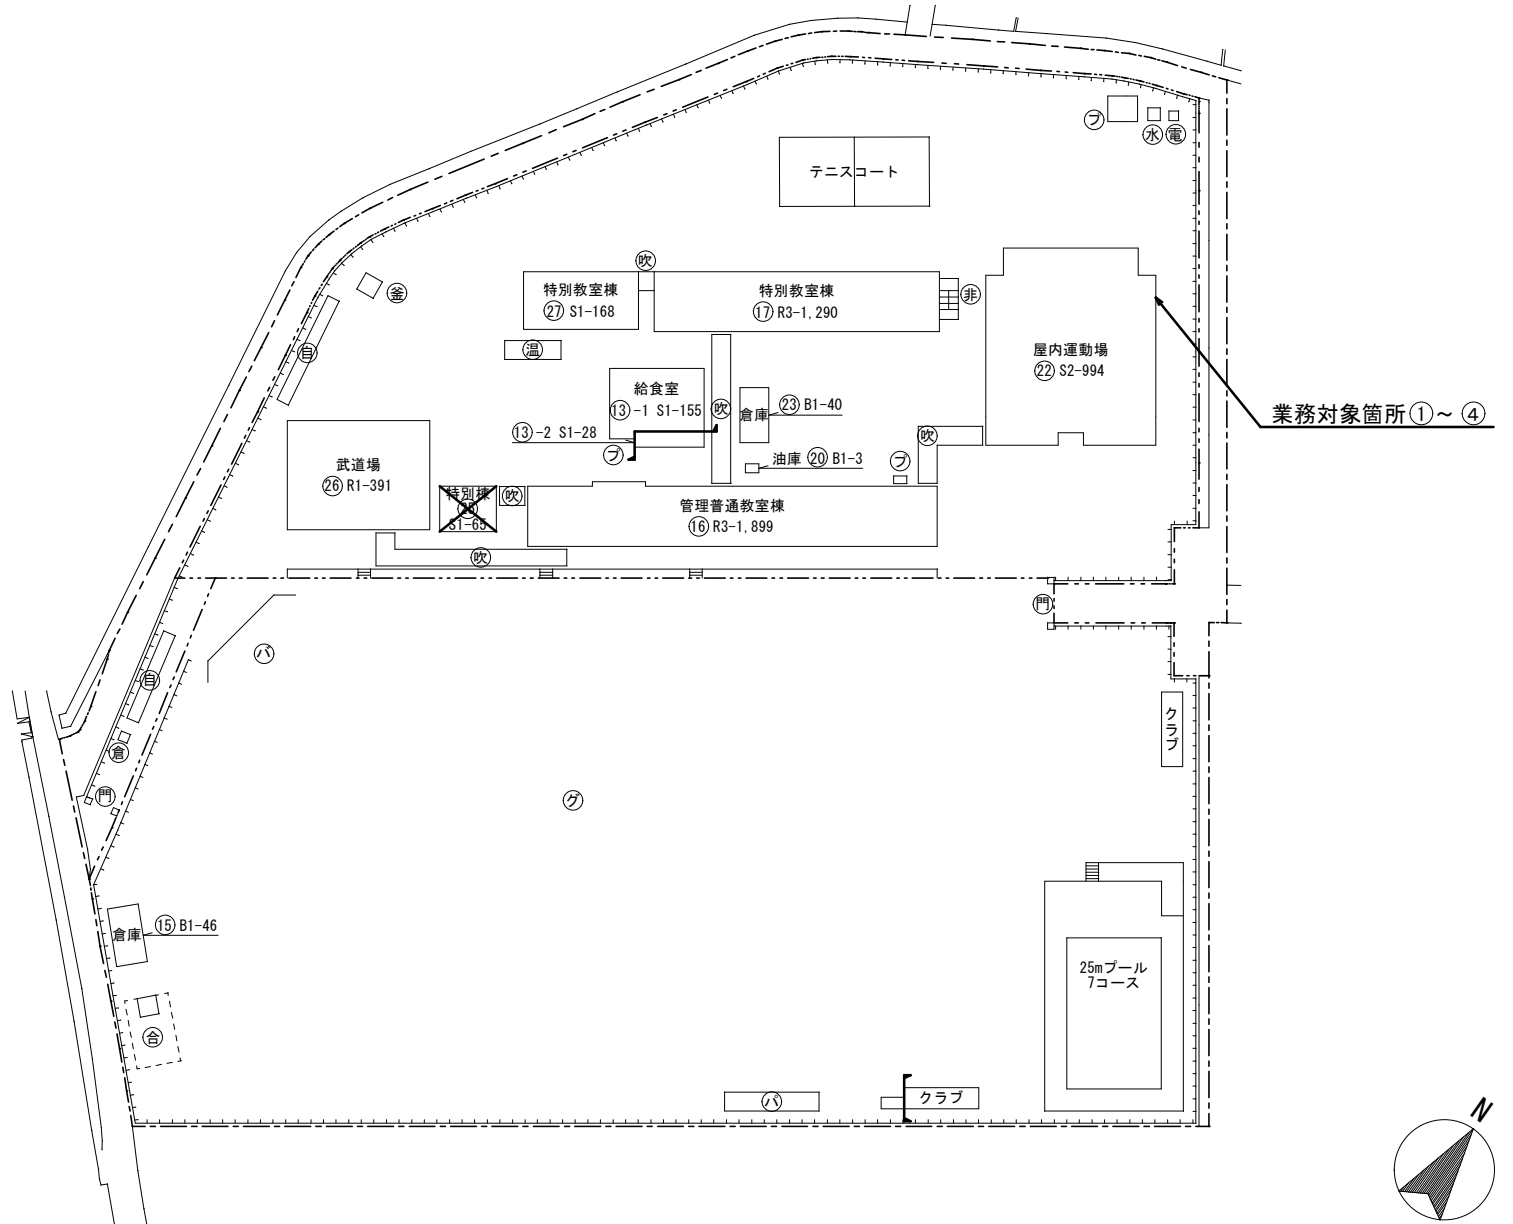 プ
水 電
テニスコート
吹
特別教室棟
㉗ S1-168
特別教室棟
⑰ R3-1,290
非
釜
自
温
屋内運動場
㉒ S2-994
給食室
⑬-1 S1-155
吹
倉庫
㉓ B1-40
業務対象箇所①～④
⑬-2 S1-28
プ
吹
油庫 ⑳ B1-3
プ
武道場
㉖ R1-391
特別棟
㉕
S1-65
吹
管理普通教室棟
⑯ R3-1,899
吹
門
バ
自
クラブ
倉
門
グ
倉庫
⑮ B1-46
25mプール
7コース
合
パ
クラブ
N